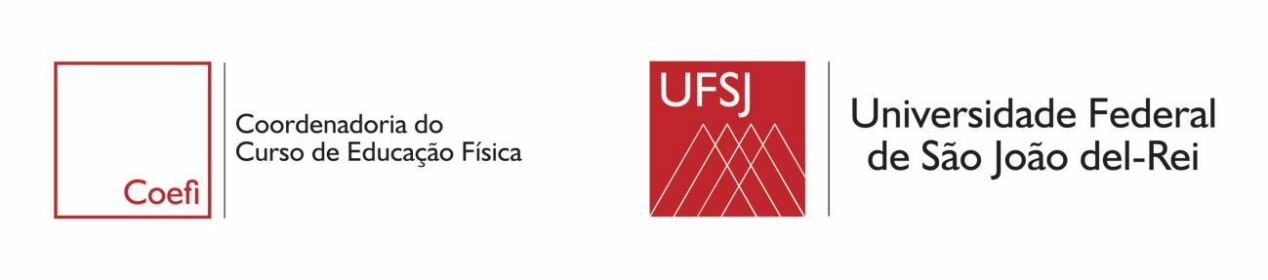 Coefi
Coordenadoria do
Curso de Educação Física
UFSJ
Universidade Federal
de São João del-Rei